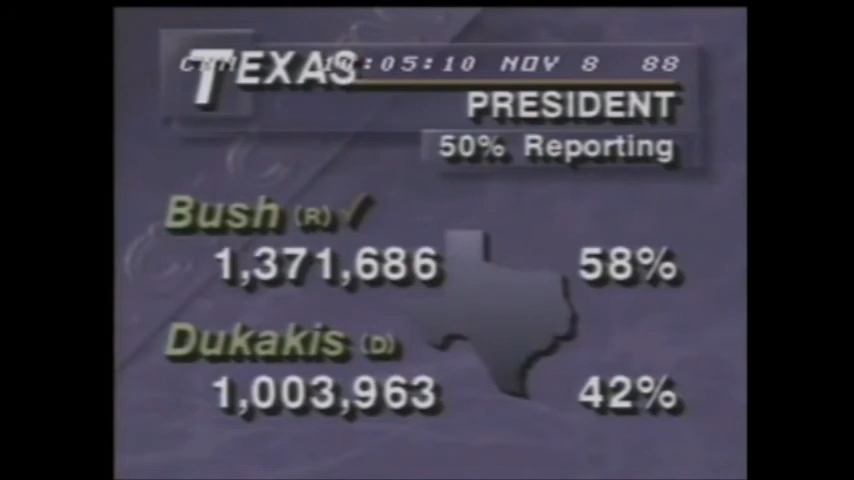 TEXAS
:05:10 NOV 8 88
PRESIDENT
50% Reporting
Bush (R) ✓
1,371,686 58%
Dukakis (D)
1,003,963 42%